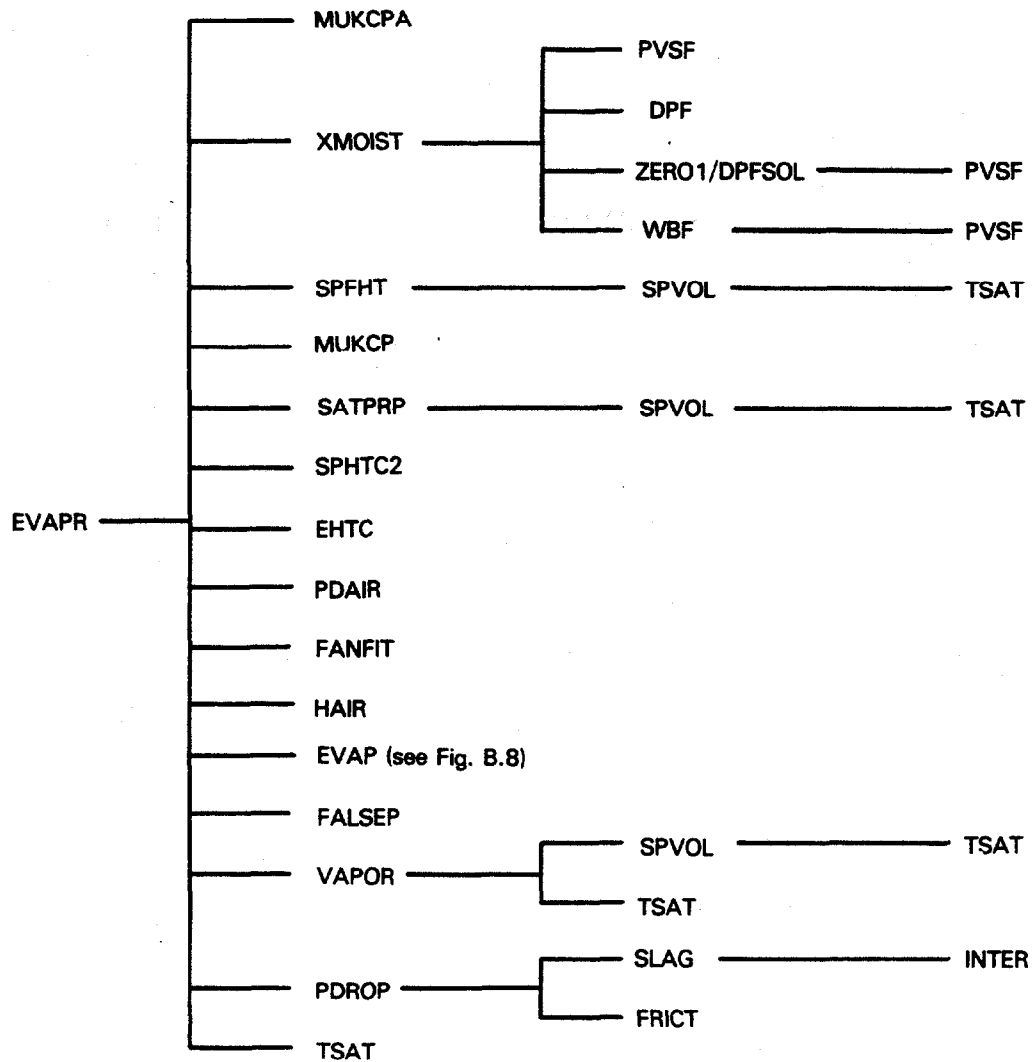 MUKCPA
PVSF
DPF
XMOIST
ZERO1/DPFSOL PVSF
WBF PVSF
SPFHT SPVOL TSAT
MUKCP
SATPRP SPVOL TSAT
SPHTC2
EVAPR
EHTC
PDAIR
FANFIT
HAIR
EVAP (see Fig. B.8)
FALSEP
SPVOL TSAT
VAPOR
TSAT
SLAG INTER
PDROP
FRICT
TSAT